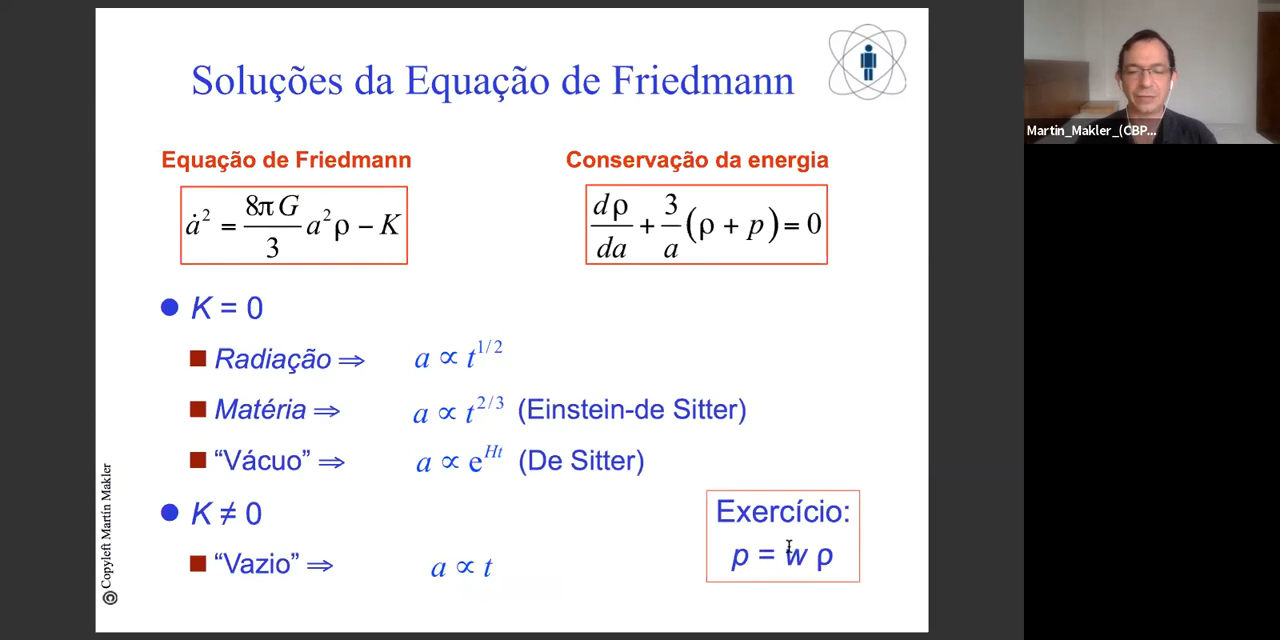 Soluções da Equação de Friedmann
Equação de Friedmann
ȧ² = 8πG/3 a²ρ − K
Conservação da energia
dρ/da + 3/a (ρ + p) = 0
K = 0
Radiação ⇒ a ∝ t^{1/2}
Matéria ⇒ a ∝ t^{2/3} (Einstein-de Sitter)
“Vácuo” ⇒ a ∝ e^{Ht} (De Sitter)
K ≠ 0
“Vazio” ⇒ a ∝ t
Exercício:
p = w ρ
© Copyleft Martín Makler
Martin_Makler_(CBP...